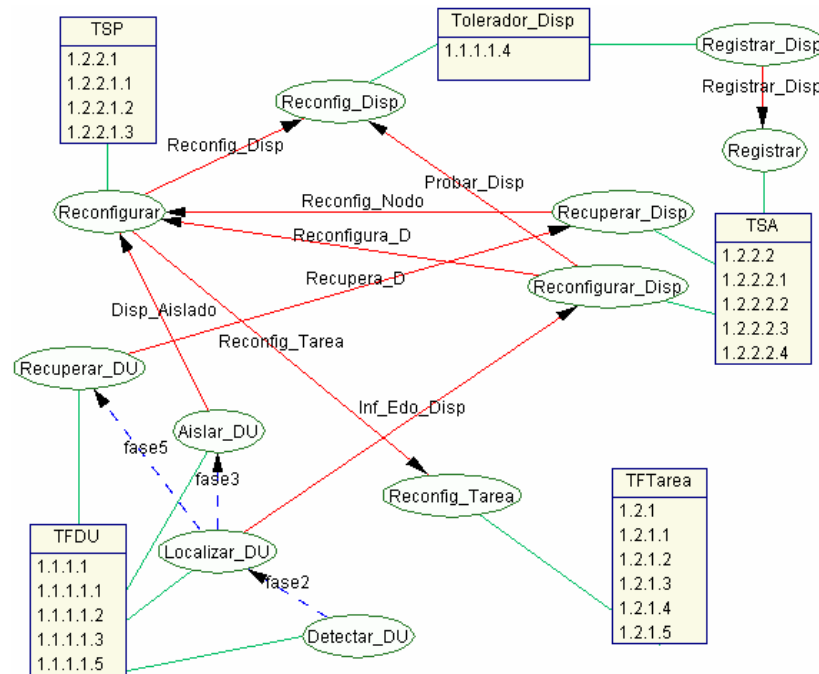 TSP
1.2.2.1
1.2.2.1.1
1.2.2.1.2
1.2.2.1.3
Tolerador_Disp
1.1.1.1.4
Registrar_Disp
Registrar_Disp
Reconfig_Disp
Reconfig_Disp
Registrar
Probar_Disp
Reconfigurar
Reconfig_Nodo
Recuperar_Disp
Reconfigura_D
TSA
1.2.2.2
1.2.2.2.1
1.2.2.2.2
1.2.2.2.3
1.2.2.2.4
Recupera_D
Reconfigurar_Disp
Disp_Aislado
Reconfig_Tarea
Recuperar_DU
Inf_Edo_Disp
Aislar_DU
fase5
fase3
Reconfig_Tarea
TFTarea
1.2.1
1.2.1.1
1.2.1.2
1.2.1.3
1.2.1.4
1.2.1.5
TFDU
1.1.1.1
1.1.1.1.1
1.1.1.1.2
1.1.1.1.3
1.1.1.1.5
Localizar_DU
fase2
Detectar_DU